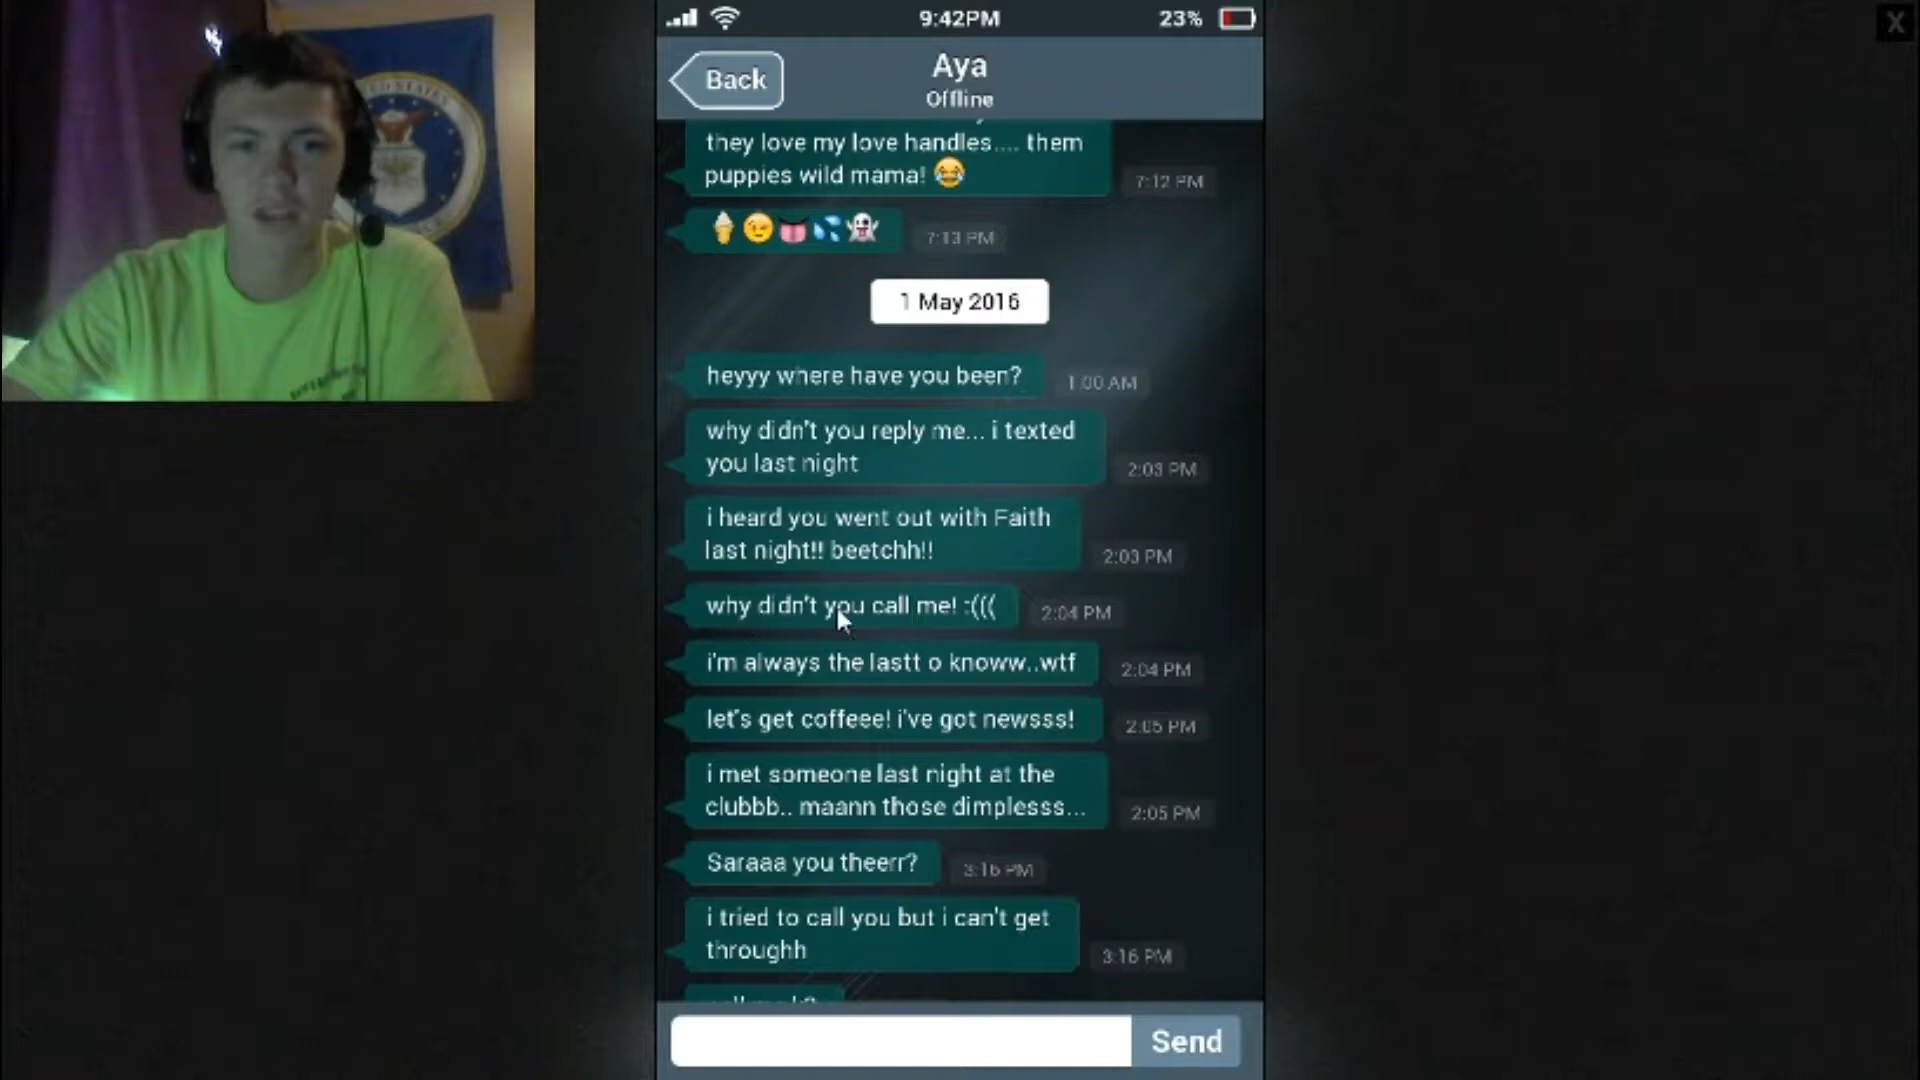 9:42PM
23%
X
Back
Aya
Offline
they love my love handles.... them
puppies wild mama! 😂
7:12 PM
🍦😉👅💦👻
7:13 PM
1 May 2016
heyyy where have you been?
1:00 AM
why didn't you reply me... i texted
you last night
2:03 PM
i heard you went out with Faith
last night!! beetchh!!
2:03 PM
why didn't you call me! :(((
2:04 PM
i'm always the lastt o knoww..wtf
2:04 PM
let's get coffeee! i've got newsss!
2:05 PM
i met someone last night at the
clubbb.. maann those dimplesss...
2:05 PM
Saraaa you theerr?
3:16 PM
i tried to call you but i can't get
throughh
3:16 PM
Send